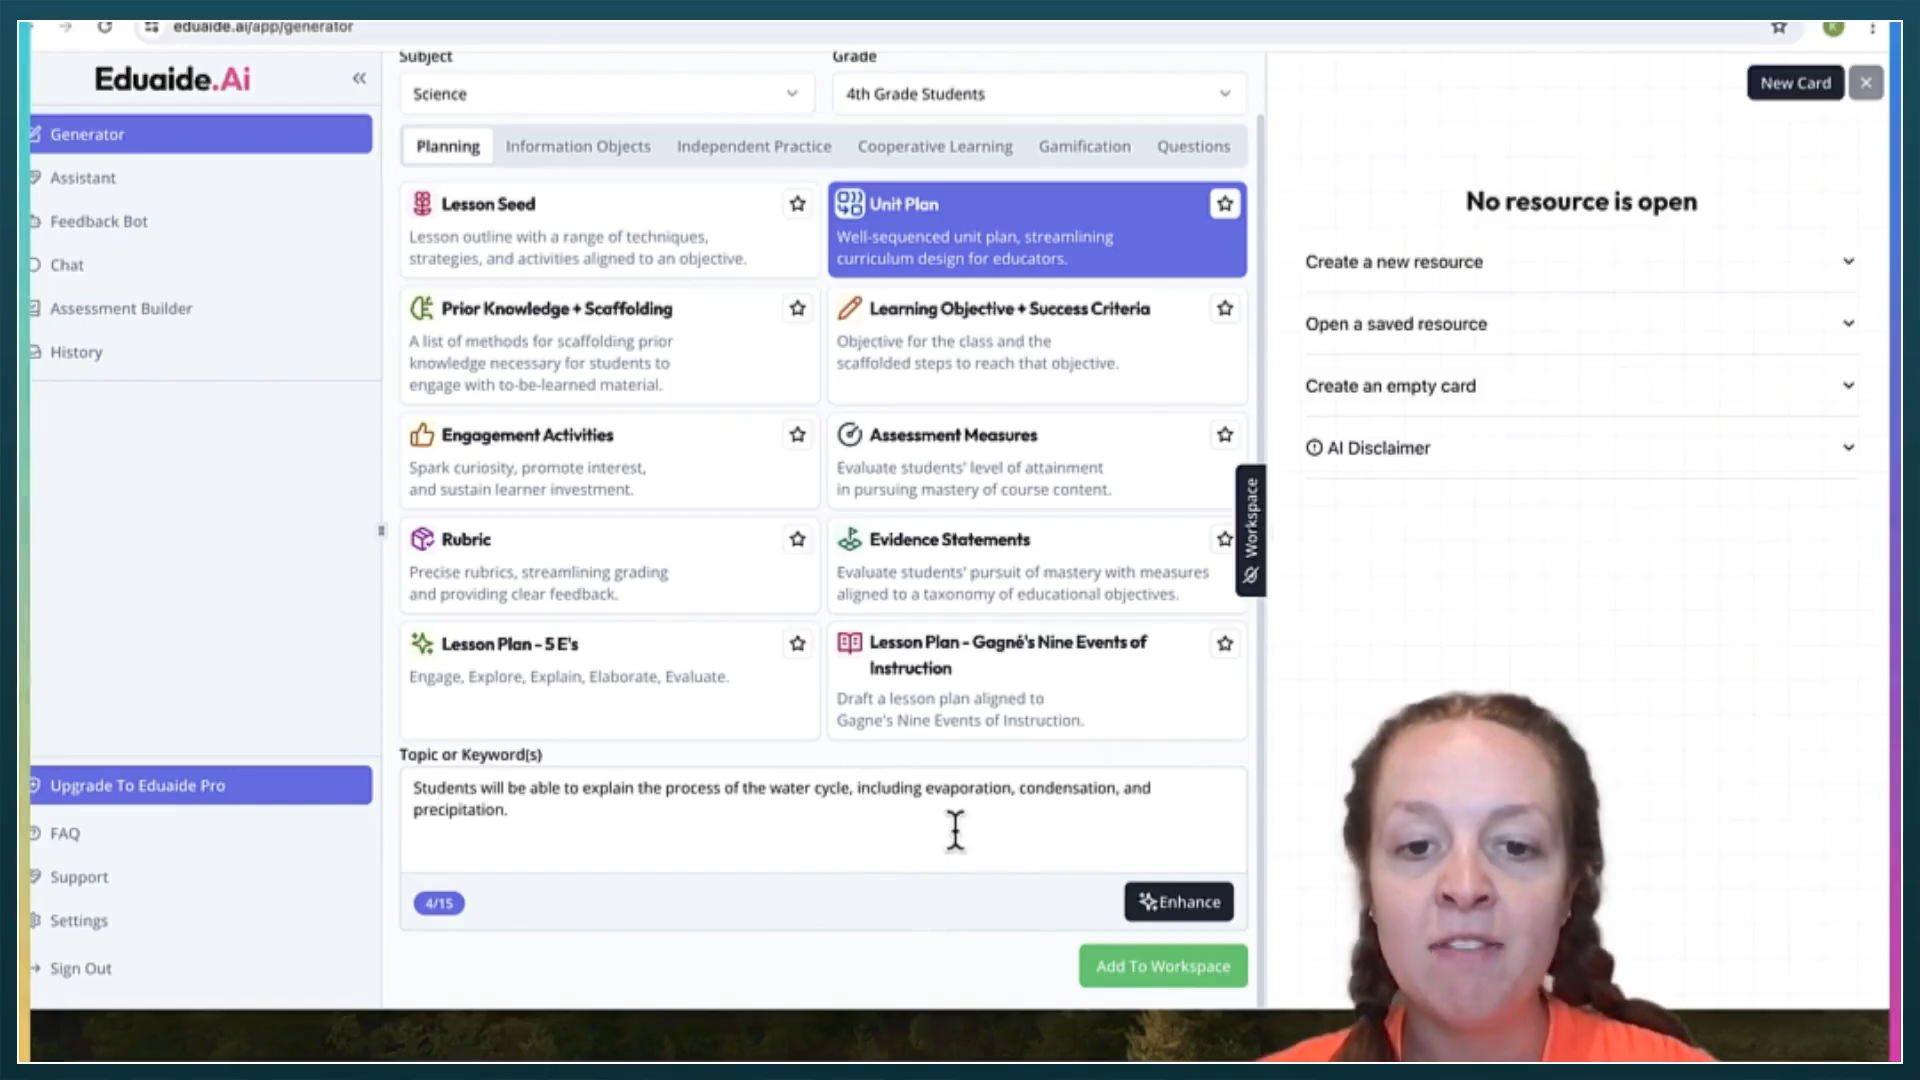 eduaide.ai/app/generator
Eduaide.Ai
Generator
Assistant
Feedback Bot
Chat
Assessment Builder
History
Upgrade To Eduaide Pro
FAQ
Support
Settings
Sign Out
Subject
Grade
Science
4th Grade Students
Planning
Information Objects
Independent Practice
Cooperative Learning
Gamification
Questions
Lesson Seed
Lesson outline with a range of techniques,
strategies, and activities aligned to an objective.
Unit Plan
Well-sequenced unit plan, streamlining
curriculum design for educators.
Prior Knowledge + Scaffolding
A list of methods for scaffolding prior
knowledge necessary for students to
engage with to-be-learned material.
Learning Objective + Success Criteria
Objective for the class and the
scaffolded steps to reach that objective.
Engagement Activities
Spark curiosity, promote interest,
and sustain learner investment.
Assessment Measures
Evaluate students' level of attainment
in pursuing mastery of course content.
Rubric
Precise rubrics, streamlining grading
and providing clear feedback.
Evidence Statements
Evaluate students' pursuit of mastery with measures
aligned to a taxonomy of educational objectives.
Lesson Plan - 5 E's
Engage, Explore, Explain, Elaborate, Evaluate.
Lesson Plan - Gagné's Nine Events of
Instruction
Draft a lesson plan aligned to
Gagne's Nine Events of Instruction.
Topic or Keyword(s)
Students will be able to explain the process of the water cycle, including evaporation, condensation, and
precipitation.
4/15
Enhance
Add To Workspace
Workspace
New Card
No resource is open
Create a new resource
Open a saved resource
Create an empty card
AI Disclaimer